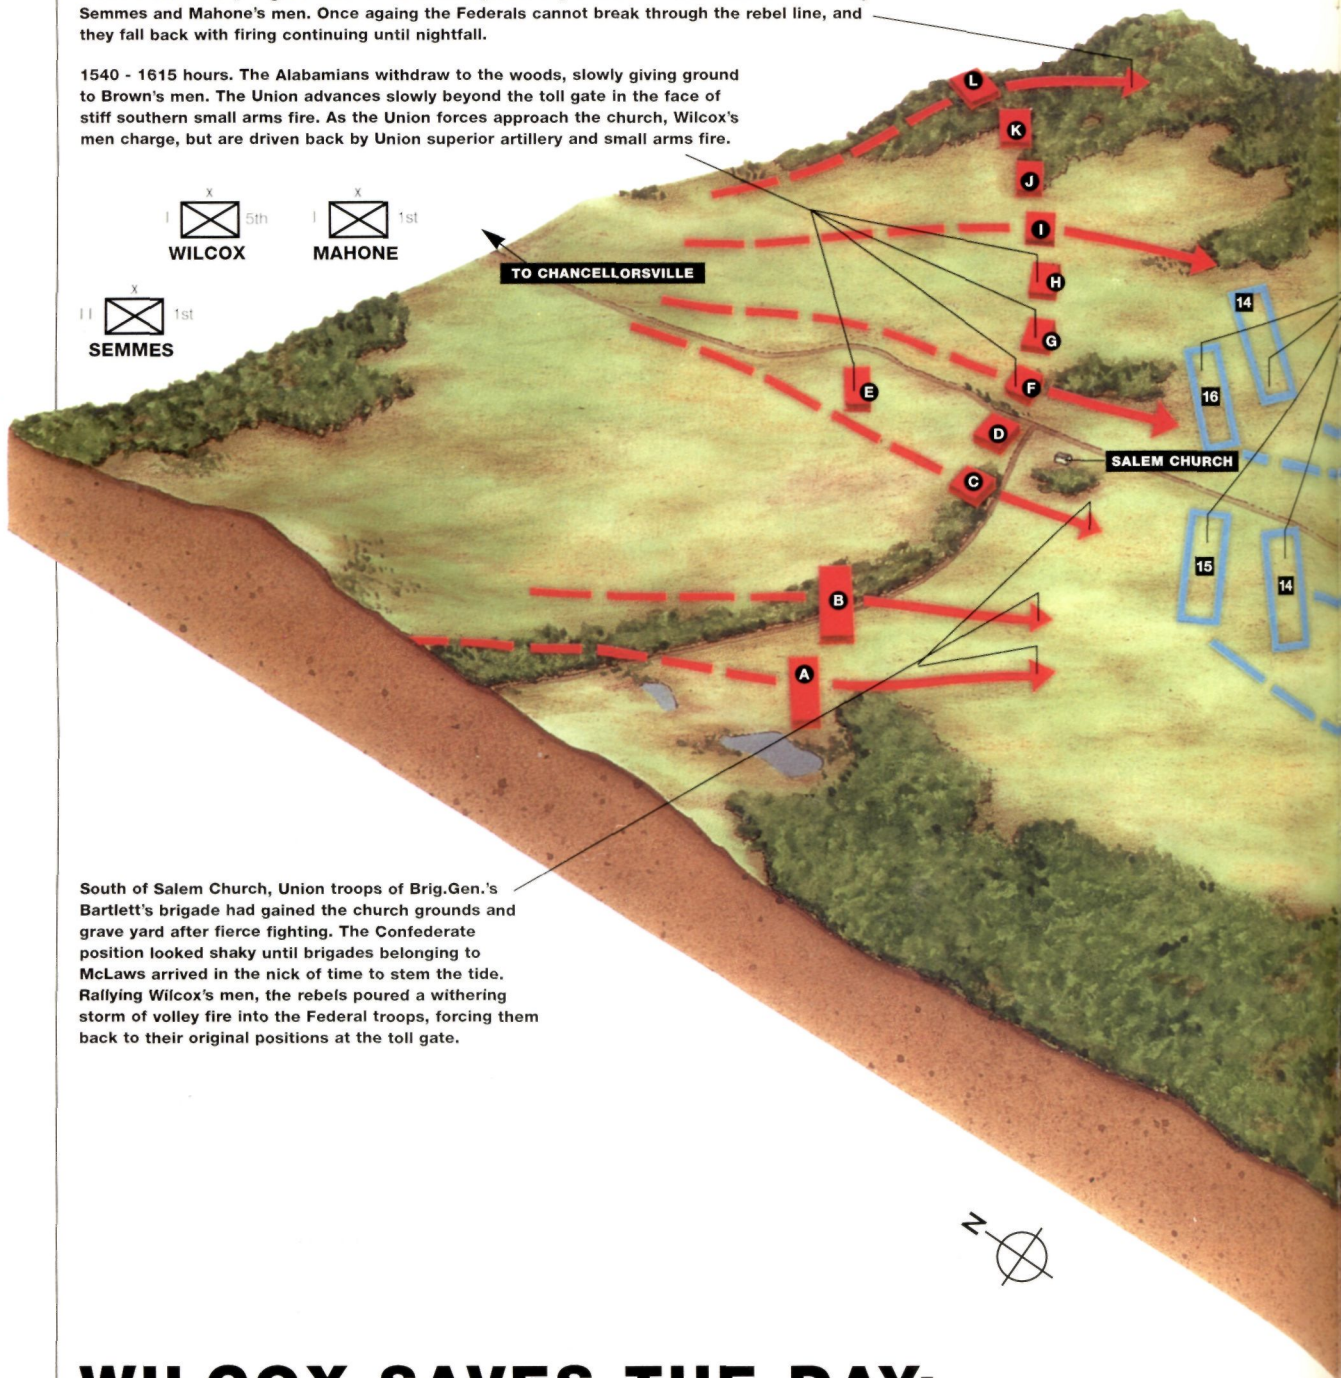 Semmes and Mahone's men. Once againg the Federals cannot break through the rebel line, and
they fall back with firing continuing until nightfall.
1540 - 1615 hours. The Alabamians withdraw to the woods, slowly giving ground
to Brown's men. The Union advances slowly beyond the toll gate in the face of
stiff southern small arms fire. As the Union forces approach the church, Wilcox's
men charge, but are driven back by Union superior artillery and small arms fire.
X
I 5th
WILCOX
X
I 1st
MAHONE
X
II 1st
SEMMES
TO CHANCELLORSVILLE
L
K
J
I
H
G
F
E
D
C
B
A
14
16
SALEM CHURCH
15
14
South of Salem Church, Union troops of Brig.Gen.'s
Bartlett's brigade had gained the church grounds and
grave yard after fierce fighting. The Confederate
position looked shaky until brigades belonging to
McLaws arrived in the nick of time to stem the tide.
Rallying Wilcox's men, the rebels poured a withering
storm of volley fire into the Federal troops, forcing them
back to their original positions at the toll gate.
N
WILCOX SAVES THE DAY: